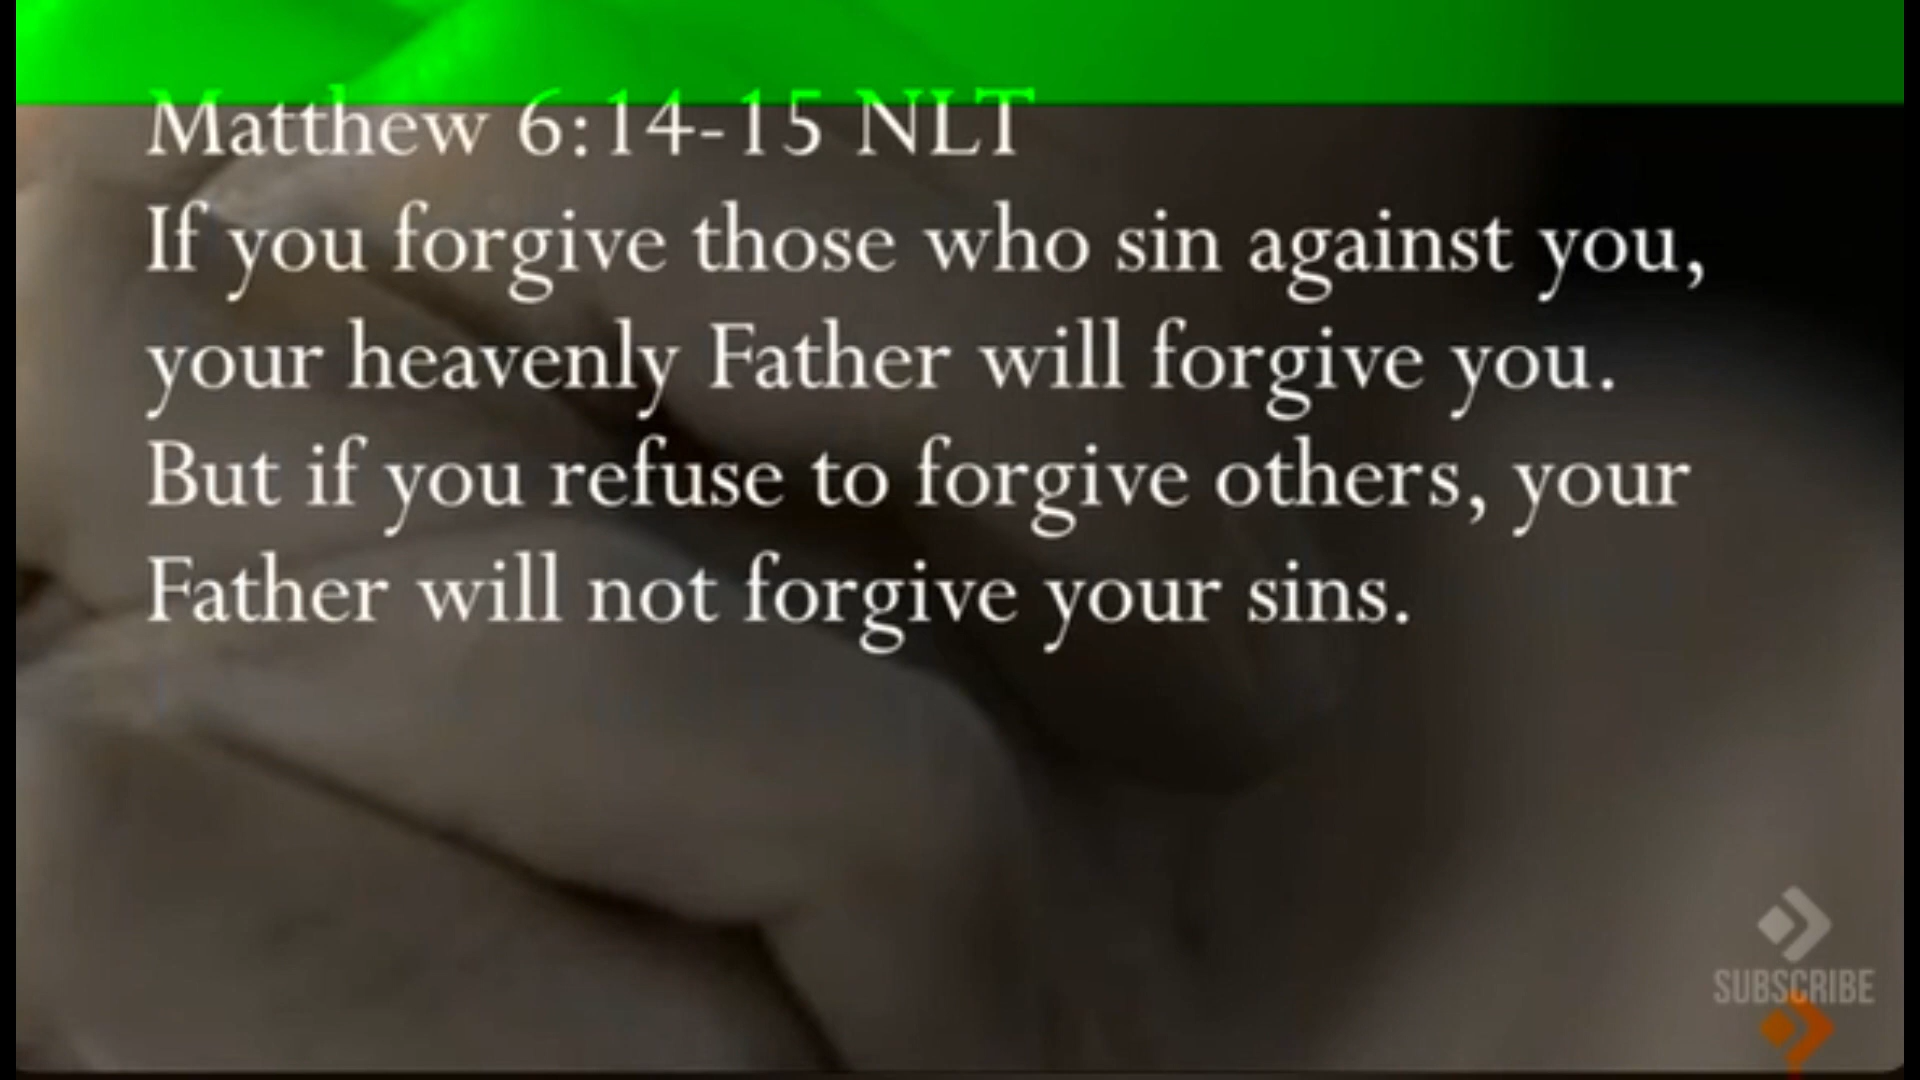 Matthew 6:14-15 NLT
If you forgive those who sin against you,
your heavenly Father will forgive you.
But if you refuse to forgive others, your
Father will not forgive your sins.
SUBSCRIBE